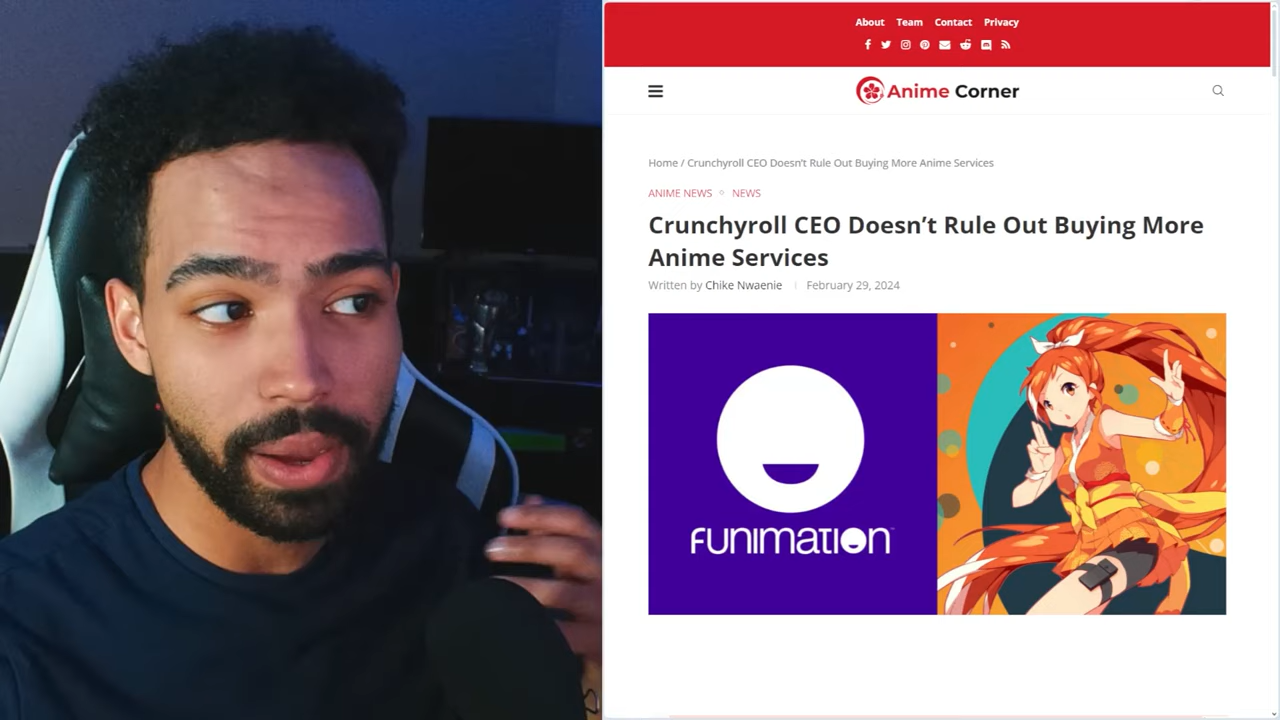 About Team Contact Privacy
Anime Corner
Home / Crunchyroll CEO Doesn't Rule Out Buying More Anime Services
ANIME NEWS NEWS
Crunchyroll CEO Doesn’t Rule Out Buying More
Anime Services
Written by Chike Nwaenie February 29, 2024
FUNIMATION